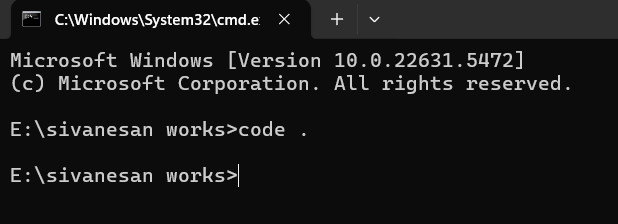 C:\Windows\System32\cmd.e
Microsoft Windows [Version 10.0.22631.5472]
(c) Microsoft Corporation. All rights reserved.
E:\sivanesan works>code .
E:\sivanesan works>